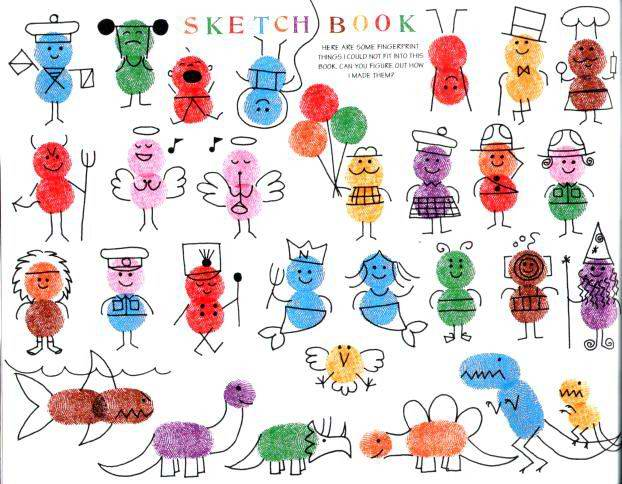 SKETCH BOOK
HERE ARE SOME FINGERPRINT
THINGS I COULD NOT FIT INTO THIS
BOOK. CAN YOU FIGURE OUT HOW
I MADE THEM?
N